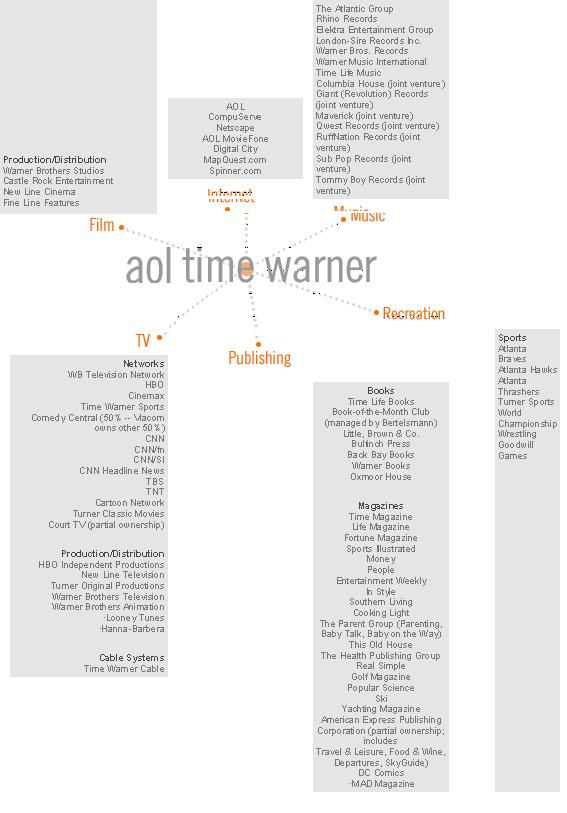 The Atlantic Group
Rhino Records
Elektra Entertainment Group
London-Sire Records Inc.
Warner Bros. Records
Warner Music International
Time Life Music
Columbia House (joint venture)
Giant (Revolution) Records
(joint venture)
Maverick (joint venture)
Qwest Records (joint venture)
RuffNation Records (joint
venture)
Sub Pop Records (joint
venture)
Tommy Boy Records (joint
venture)
AOL
CompuServe
Netscape
AOL MovieFone
Digital City
MapQuest.com
Spinner.com
Production/Distribution
Warner Brothers Studios
Castle Rock Entertainment
New Line Cinema
Fine Line Features
Internet
Music
Film
aol time warner
Recreation
TV
Publishing
Networks
WB Television Network
HBO
Cinemax
Time Warner Sports
Comedy Central (50% -- Viacom
owns other 50%)
CNN
CNN/fn
CNN/SI
CNN Headline News
TBS
TNT
Cartoon Network
Turner Classic Movies
Court TV (partial ownership)
Production/Distribution
HBO Independent Productions
New Line Television
Turner Original Productions
Warner Brothers Television
Warner Brothers Animation
·Looney Tunes
·Hanna-Barbera
Cable Systems
Time Warner Cable
Books
Time Life Books
Book-of-the-Month Club
(managed by Bertelsmann)
Little, Brown & Co.
Bulfinch Press
Back Bay Books
Warner Books
Oxmoor House
Magazines
Time Magazine
Life Magazine
Fortune Magazine
Sports Illustrated
Money
People
Entertainment Weekly
In Style
Southern Living
Cooking Light
The Parent Group (Parenting,
Baby Talk, Baby on the Way)
This Old House
The Health Publishing Group
Real Simple
Golf Magazine
Popular Science
Ski
Yachting Magazine
American Express Publishing
Corporation (partial ownership;
includes
Travel & Leisure, Food & Wine,
Departures, SkyGuide)
DC Comics
·MAD Magazine
Sports
Atlanta
Braves
Atlanta Hawks
Atlanta
Thrashers
Turner Sports
World
Championship
Wrestling
Goodwill
Games